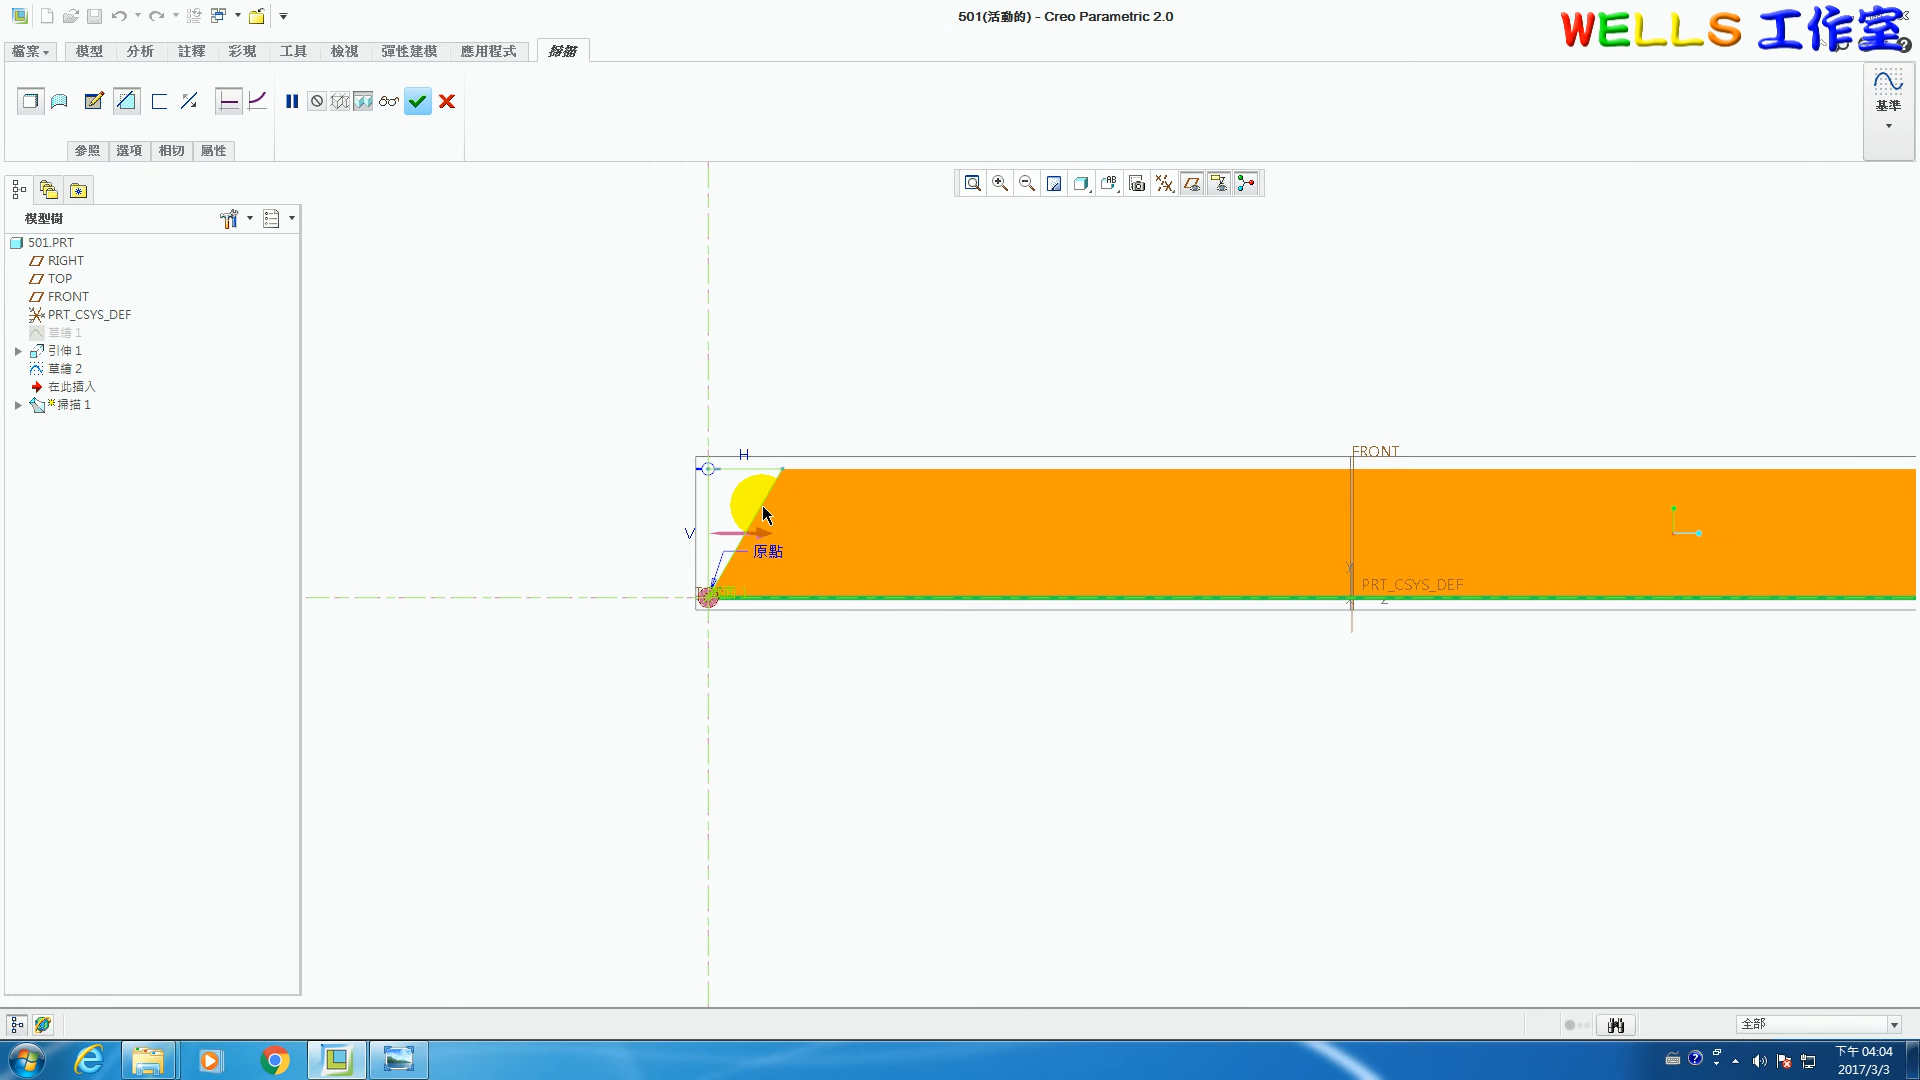 501(活動的) - Creo Parametric 2.0
WELLS 工作室
檔案
模型
分析
註釋
彩現
工具
檢視
彈性建模
應用程式
掃描
基準
參照
選項
相切
屬性
模型樹
501.PRT
RIGHT
TOP
FRONT
PRT_CSYS_DEF
草繪 1
引伸 1
草繪 2
在此插入
掃描 1
H
FRONT
V
原點
Y
PRT_CSYS_DEF
Z
全部
下午 04:04
2017/3/3